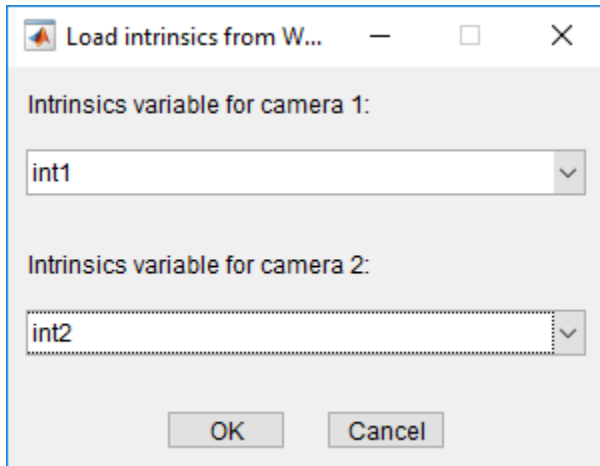 Load intrinsics from W...
Intrinsics variable for camera 1:
int1
Intrinsics variable for camera 2:
int2
OK Cancel